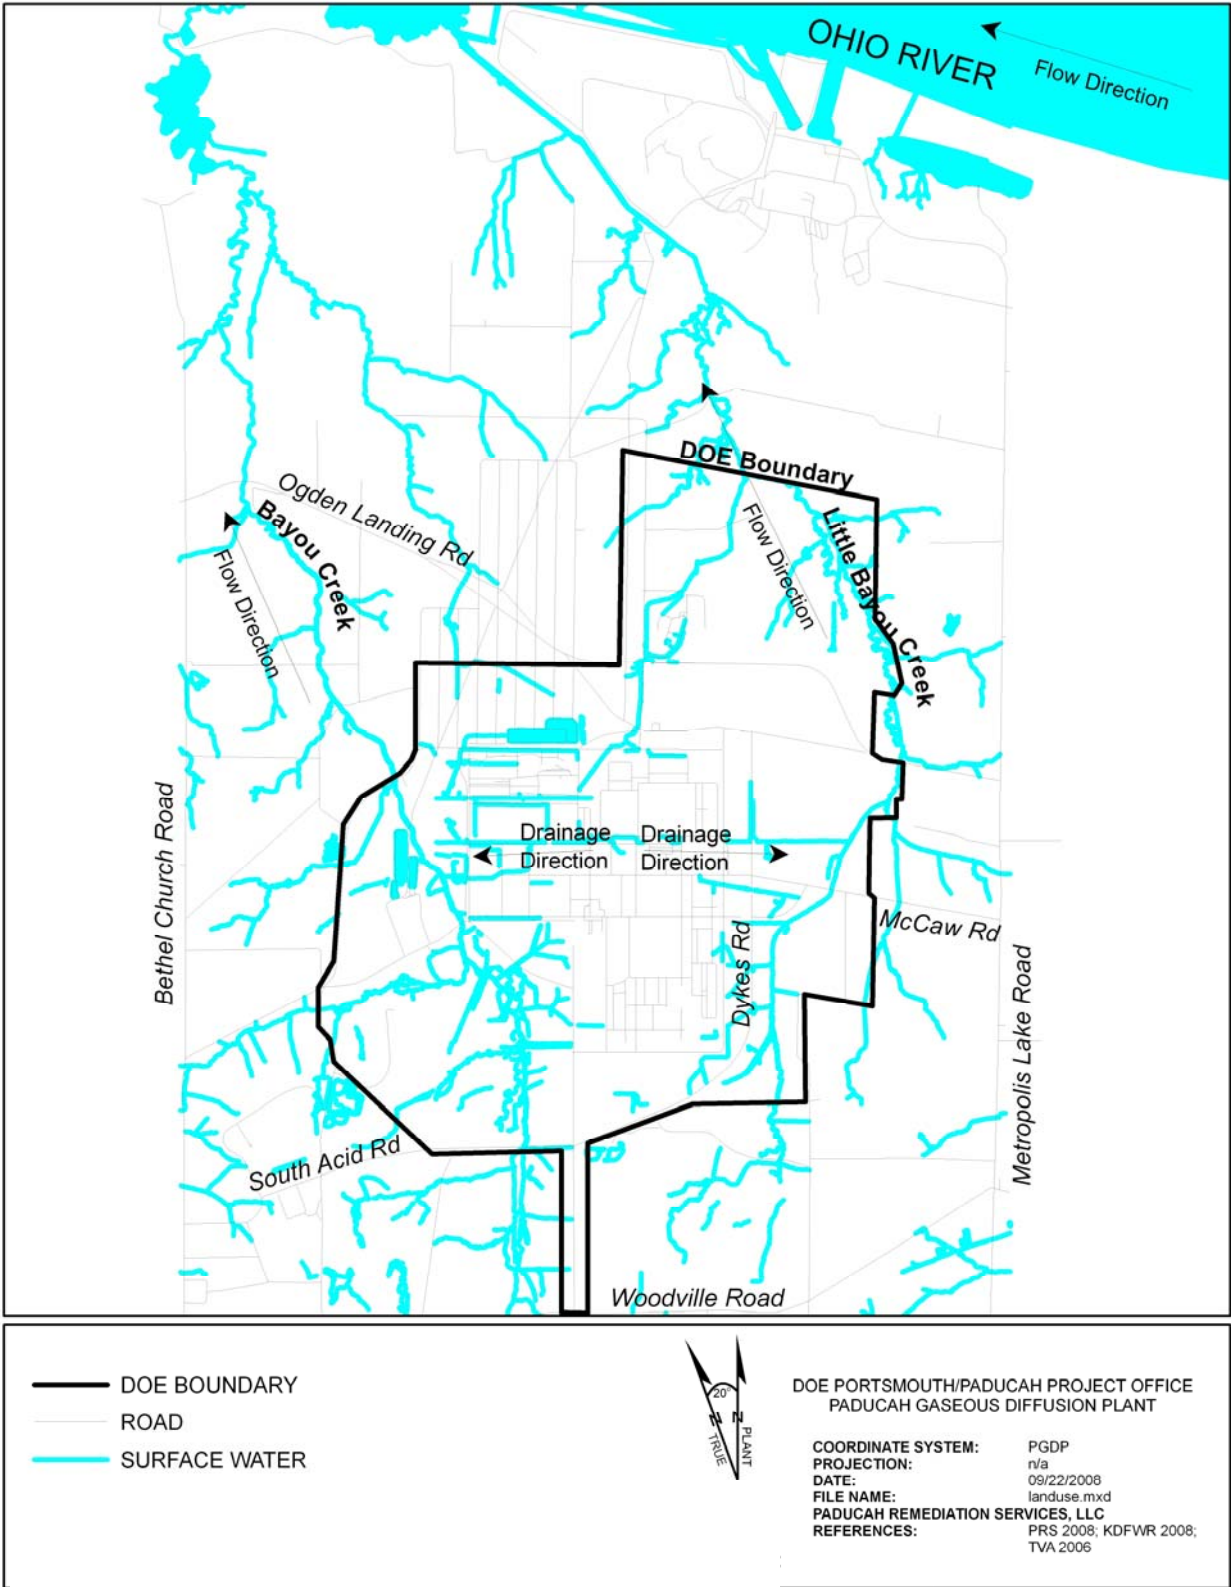 OHIO RIVER
Flow Direction
DOE Boundary
Ogden Landing Rd
Bayou Creek
Flow Direction
Flow Direction
Little Bayou Creek
Bethel Church Road
Drainage
Direction
Drainage
Direction
McCaw Rd
Dykes Rd
Metropolis Lake Road
South Acid Rd
Woodville Road
DOE BOUNDARY
ROAD
SURFACE WATER
20°
N
TRUE
N
PLANT
DOE PORTSMOUTH/PADUCAH PROJECT OFFICE
PADUCAH GASEOUS DIFFUSION PLANT
COORDINATE SYSTEM: PGDP
PROJECTION: n/a
DATE: 09/22/2008
FILE NAME: landuse.mxd
PADUCAH REMEDIATION SERVICES, LLC
REFERENCES: PRS 2008; KDFWR 2008;
TVA 2006